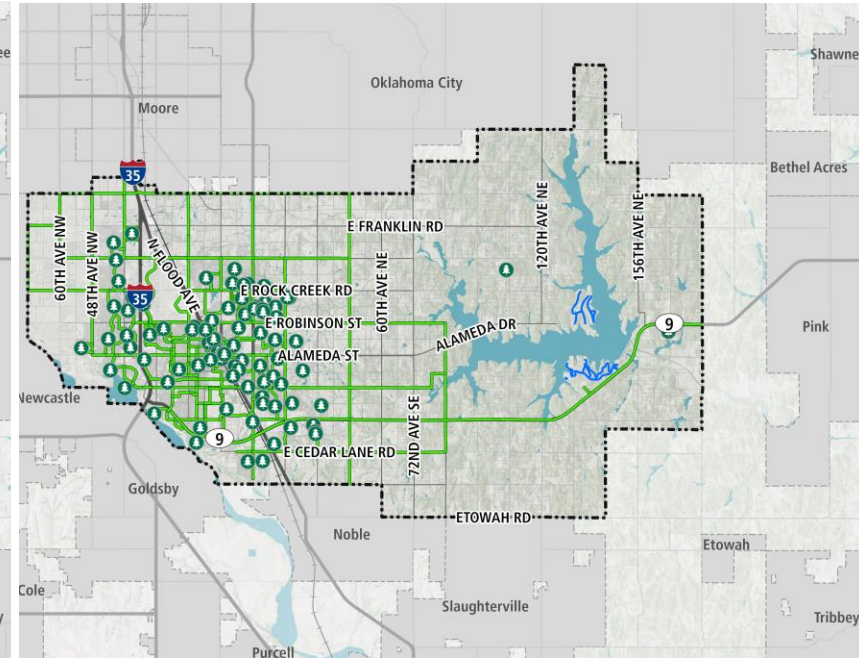 ee
Shawne
Oklahoma City
Moore
35
Bethel Acres
60TH AVE NW
48TH AVE NW
N FLOOD AVE
E FRANKLIN RD
120TH AVE NE
156TH AVE NE
60TH AVE NE
E ROCK CREEK RD
35
E ROBINSON ST
ALAMEDA DR
9
Pink
ALAMEDA ST
Newcastle
72ND AVE SE
9
E CEDAR LANE RD
Goldsby
ETOWAH RD
Noble
Etowah
Cole
Slaughterville
Tribbey
y
Purcell